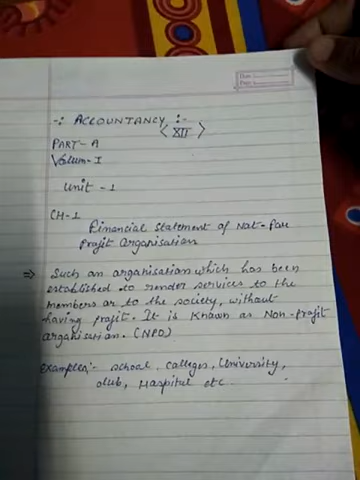 Date
Page
-: ACCOUNTANCY :-
< XII >
PART- A
Volum- I
Unit -1
CH-1
Financial Statement of Not-For
Profit Organisation
⇒ Such an organisation which has been
established to render services to the
members or to the society, without
having profit. It is known as Non-profit
organisation. (NPO)
Examples:- school, colleges, University,
club, Hospital etc